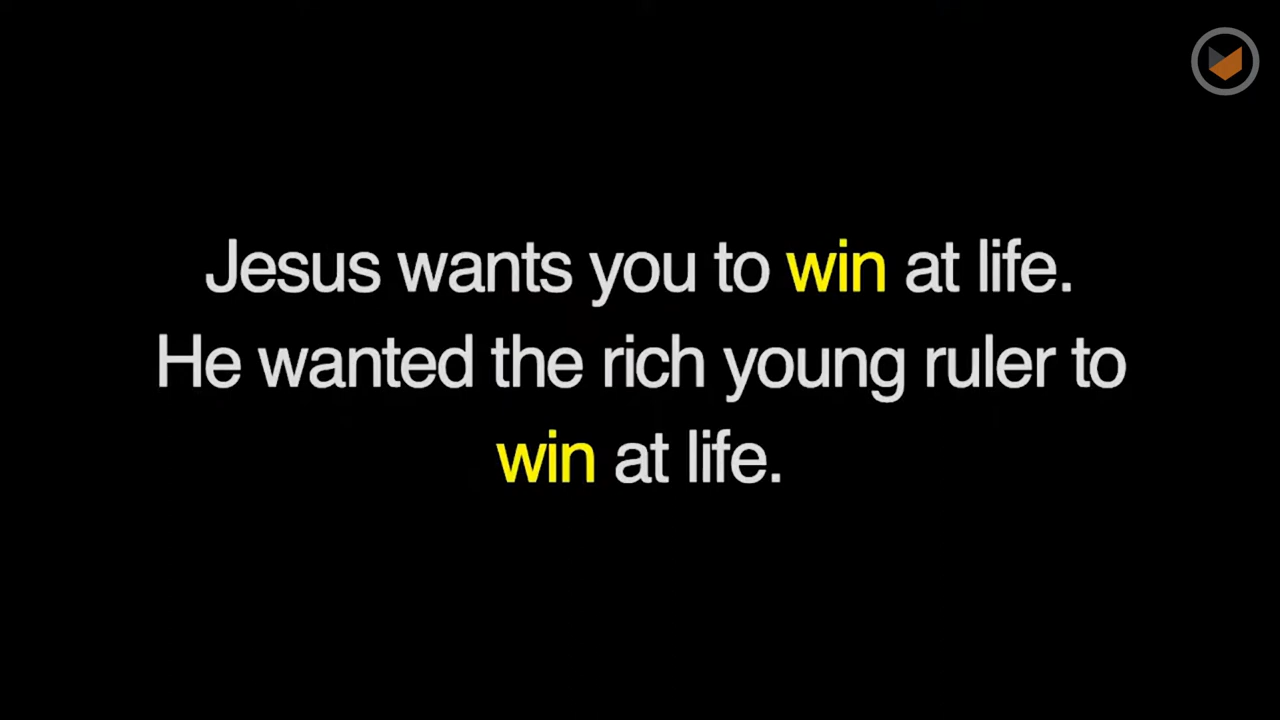 Jesus wants you to win at life.
He wanted the rich young ruler to
win at life.